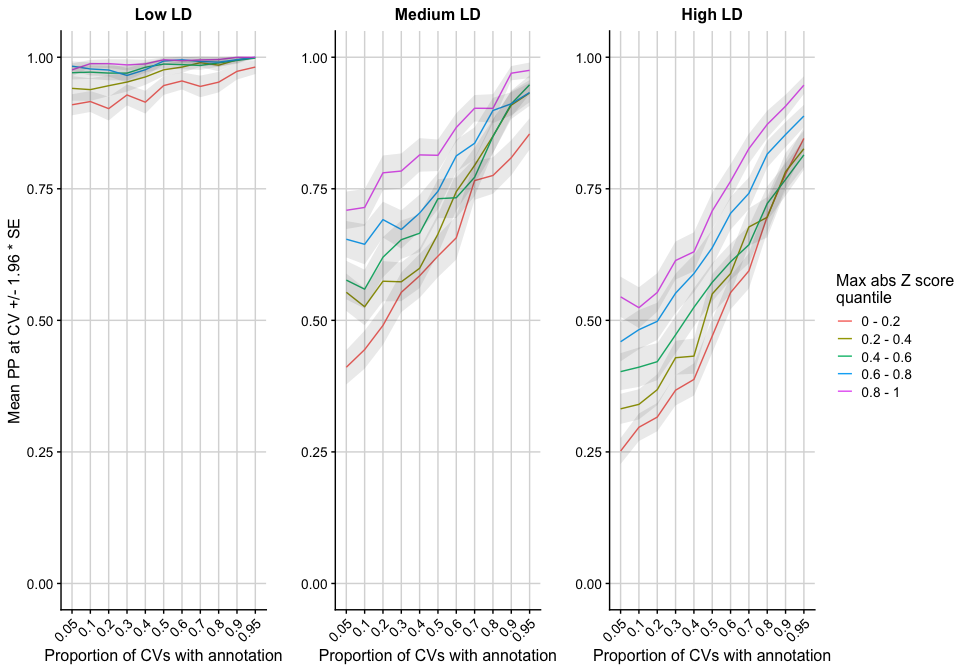 Low LD
Medium LD
High LD
Mean PP at CV +/- 1.96 * SE
1.00
0.75
0.50
0.25
0.00
0.05 0.1 0.2 0.3 0.4 0.5 0.6 0.7 0.8 0.9 0.95
Proportion of CVs with annotation
1.00
0.75
0.50
0.25
0.00
0.05 0.1 0.2 0.3 0.4 0.5 0.6 0.7 0.8 0.9 0.95
Proportion of CVs with annotation
1.00
0.75
0.50
0.25
0.00
0.05 0.1 0.2 0.3 0.4 0.5 0.6 0.7 0.8 0.9 0.95
Proportion of CVs with annotation
Max abs Z score
quantile
0 - 0.2
0.2 - 0.4
0.4 - 0.6
0.6 - 0.8
0.8 - 1